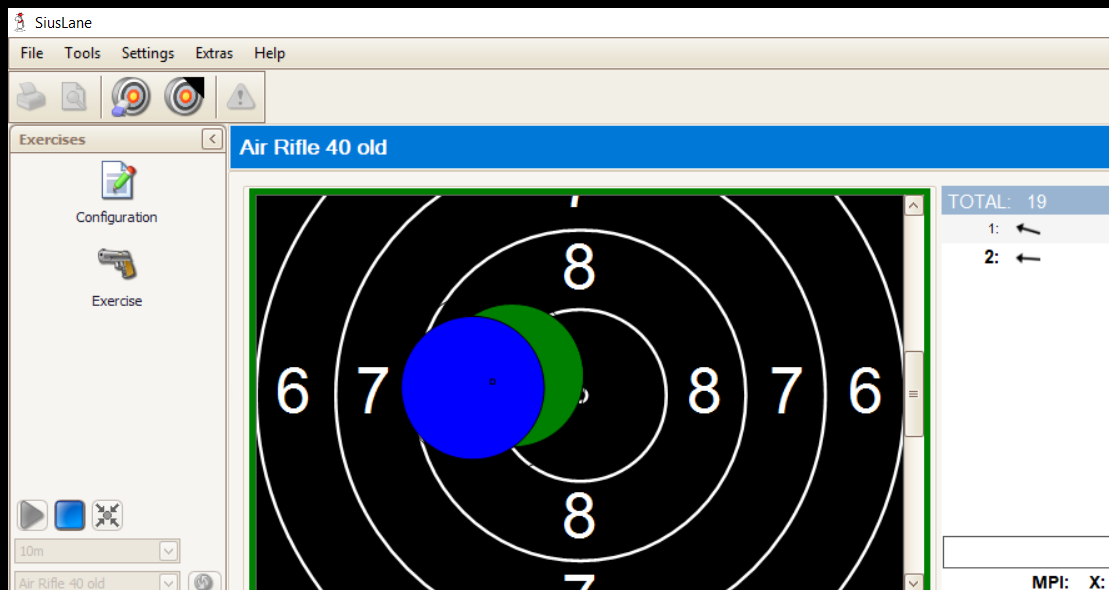 SiusLane
File Tools Settings Extras Help
Exercises
Air Rifle 40 old
Configuration
Exercise
10m
Air Rifle 40 old
7
8
6 7 8 7 6
8
7
TOTAL: 19
1:
2:
MPI: X: